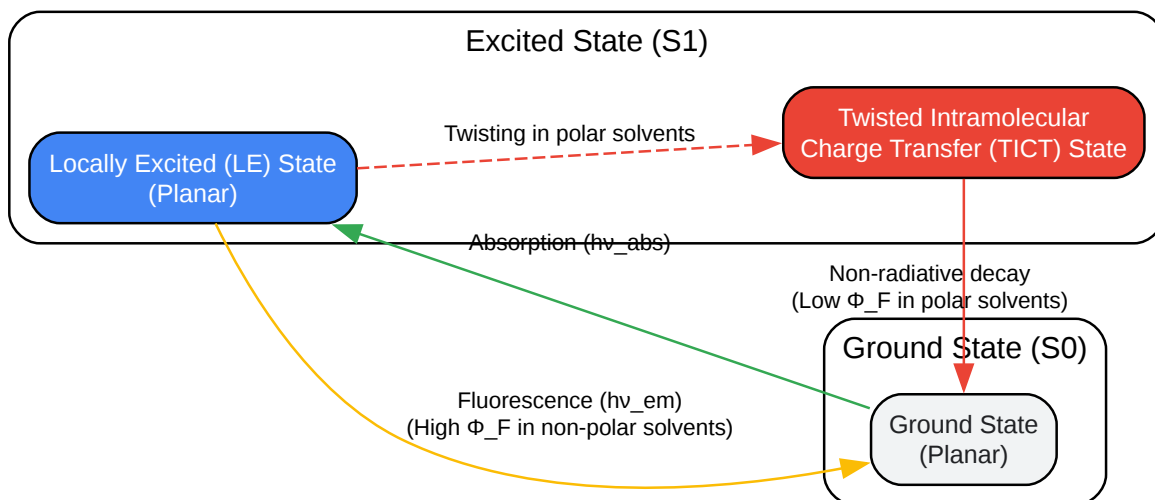 Excited State (S1)
Twisted Intramolecular
Charge Transfer (TICT) State
Twisting in polar solvents
Locally Excited (LE) State
(Planar)
Absorption (hν_abs)
Non-radiative decay
(Low Φ_F in polar solvents)
Ground State (S0)
Fluorescence (hν_em)
(High Φ_F in non-polar solvents)
Ground State
(Planar)